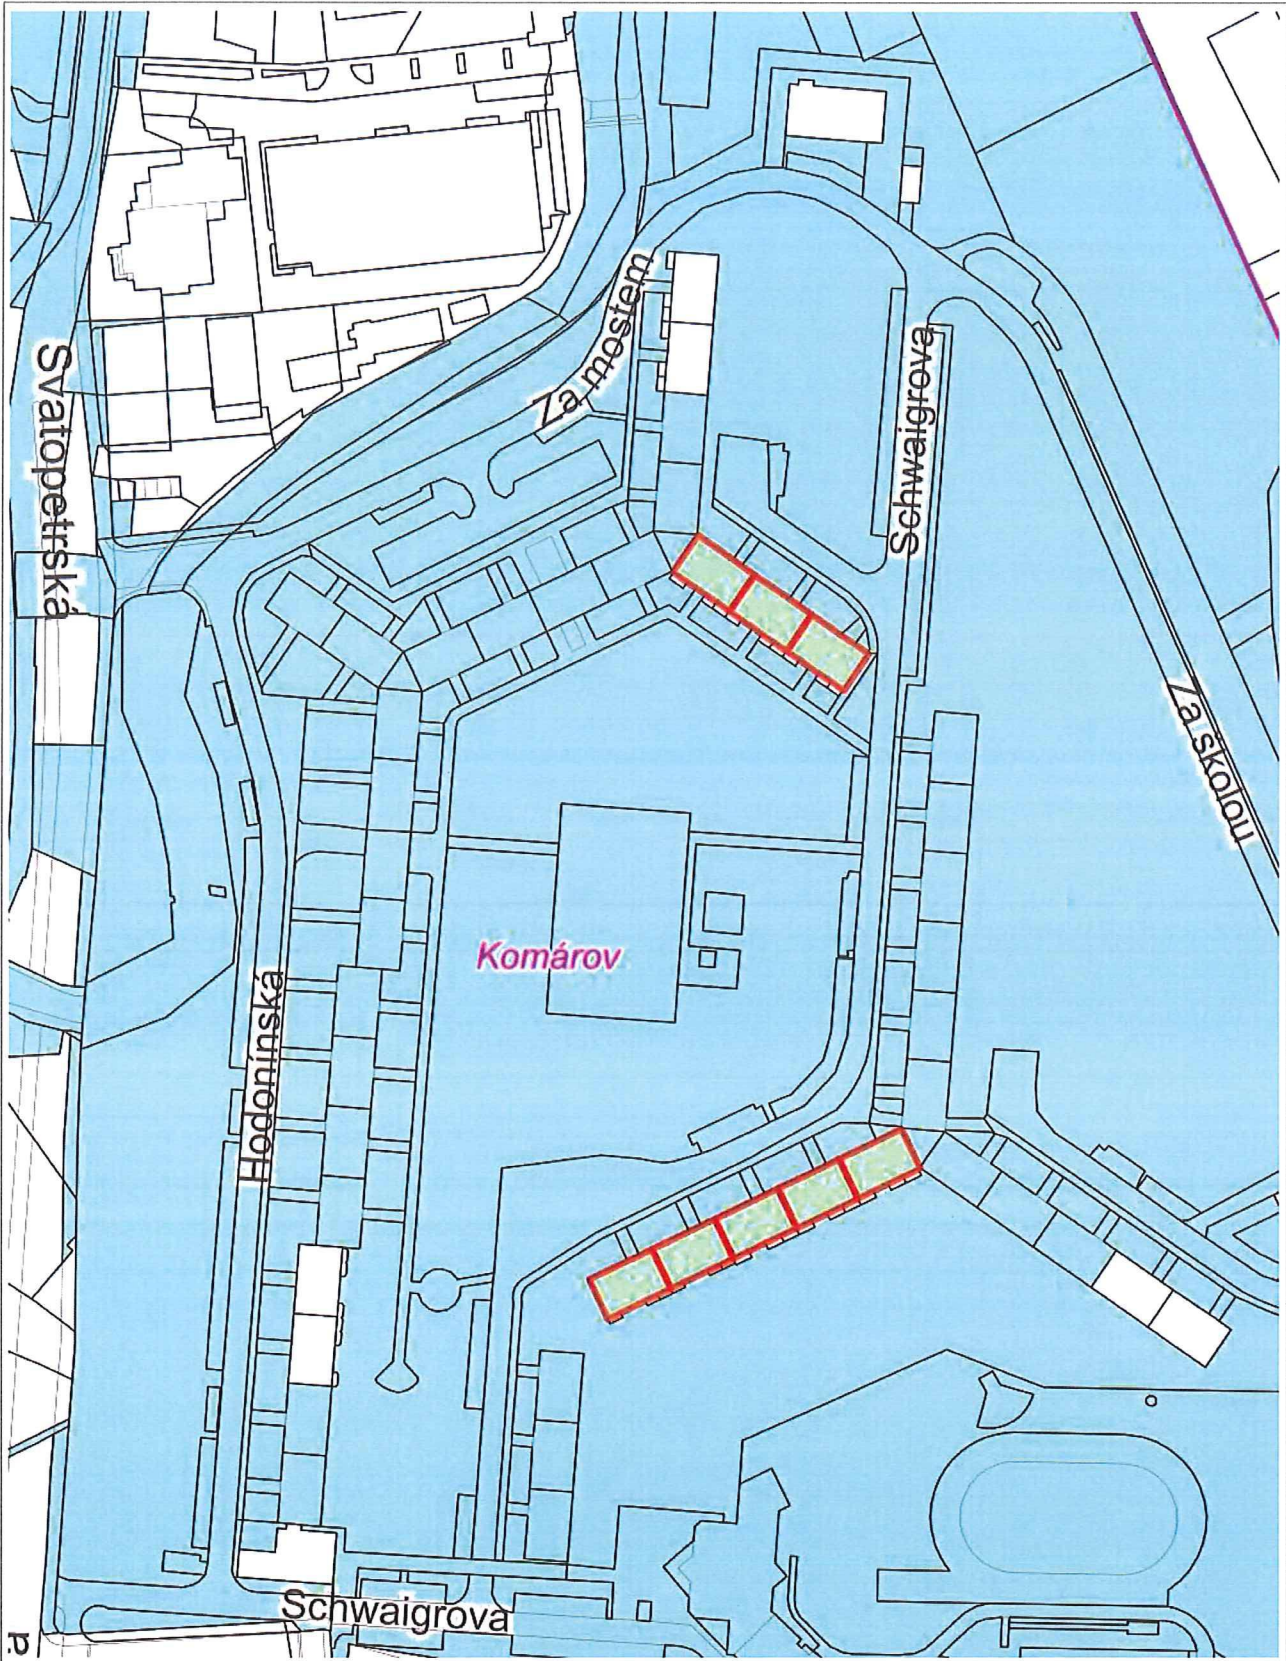 Za mostem
Schwaigrova
Svatopetrská
Za školou
Komárov
Hodonínská
Schwaigrova